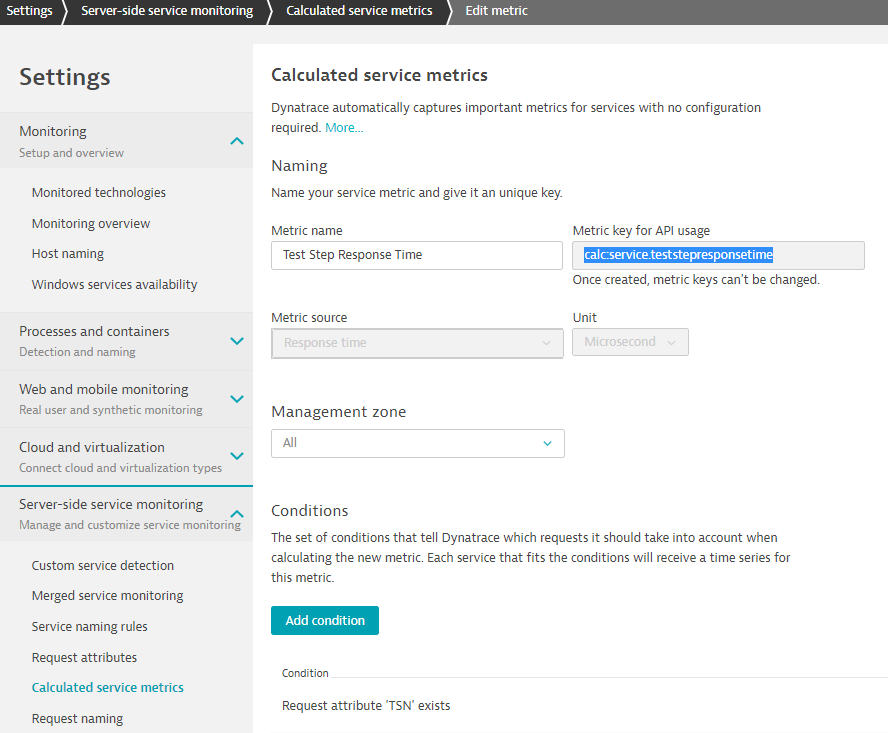 Settings
Server-side service monitoring
Calculated service metrics
Edit metric
Settings
Monitoring
Setup and overview
Monitored technologies
Monitoring overview
Host naming
Windows services availability
Processes and containers
Detection and naming
Web and mobile monitoring
Real user and synthetic monitoring
Cloud and virtualization
Connect cloud and virtualization types
Server-side service monitoring
Manage and customize service monitoring
Custom service detection
Merged service monitoring
Service naming rules
Request attributes
Calculated service metrics
Request naming
Calculated service metrics
Dynatrace automatically captures important metrics for services with no configuration
required. More...
Naming
Name your service metric and give it an unique key.
Metric name
Test Step Response Time
Metric key for API usage
calc:service.teststepresponsetime
Once created, metric keys can't be changed.
Metric source
Response time
Unit
Microsecond
Management zone
All
Conditions
The set of conditions that tell Dynatrace which requests it should take into account when
calculating the new metric. Each service that fits the conditions will receive a time series for
this metric.
Add condition
Condition
Request attribute 'TSN' exists